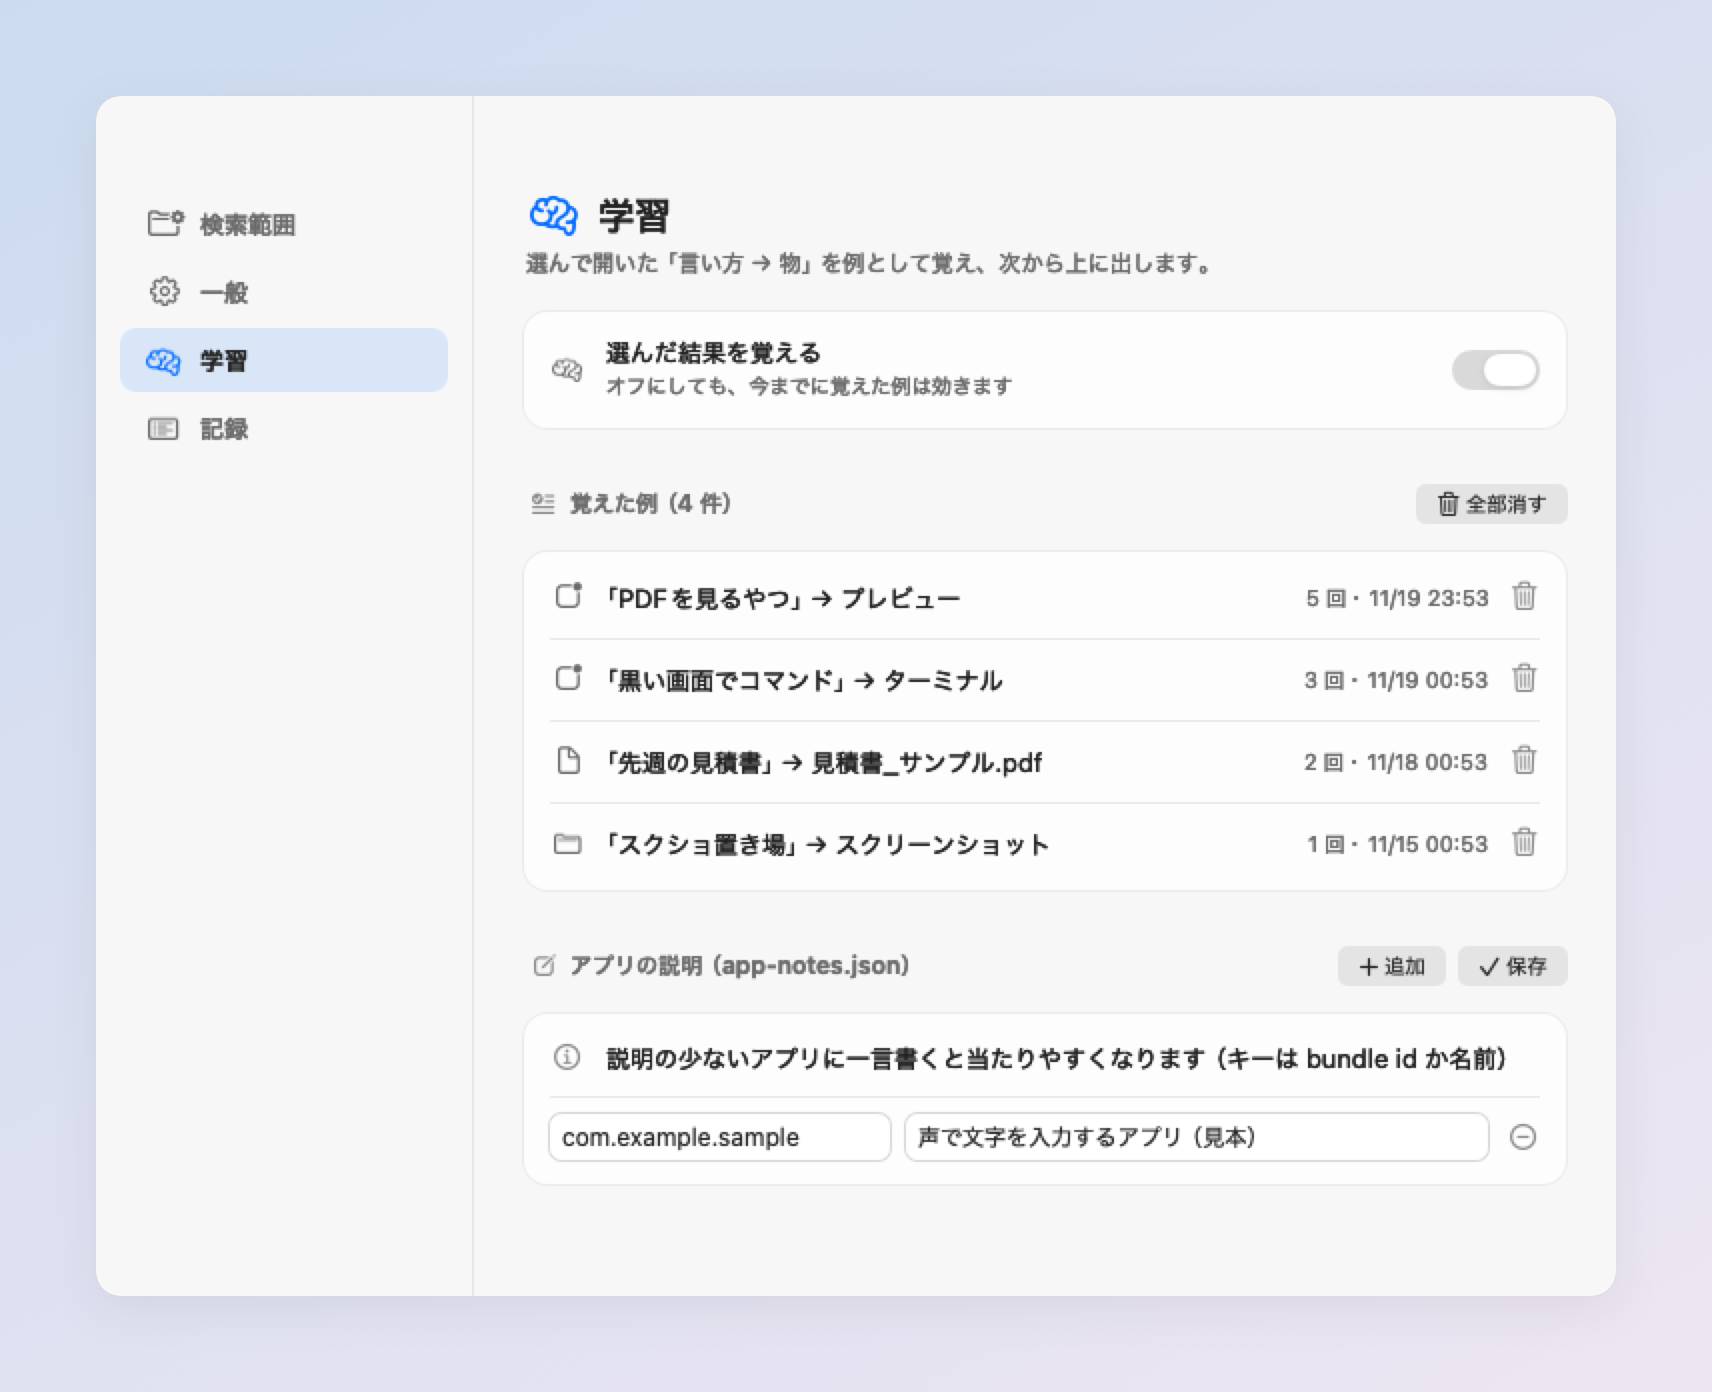 検索範囲
一般
学習
記録
学習
選んで開いた「言い方 → 物」を例として覚え、次から上に出します。
選んだ結果を覚える
オフにしても、今までに覚えた例は効きます
覚えた例（4 件）
全部消す
「PDFを見るやつ」→ プレビュー
5 回・11/19 23:53
「黒い画面でコマンド」→ ターミナル
3 回・11/19 00:53
「先週の見積書」→ 見積書_サンプル.pdf
2 回・11/18 00:53
「スクショ置き場」→ スクリーンショット
1 回・11/15 00:53
アプリの説明（app-notes.json）
追加
保存
説明の少ないアプリに一言書くと当たりやすくなります（キーは bundle id か名前）
com.example.sample
声で文字を入力するアプリ（見本）